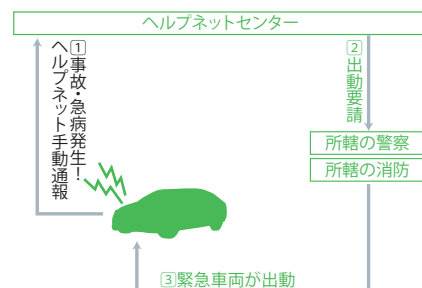 ヘルプネットセンター
1事故・急病発生！
ヘルプネット手動通報
2出動要請
所轄の警察
所轄の消防
3緊急車両が出動